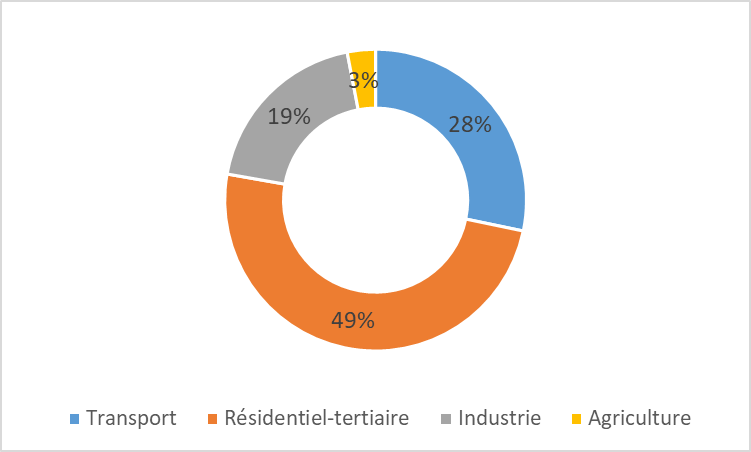 3%
19%
28%
49%
Transport Résidentiel-tertiaire Industrie Agriculture